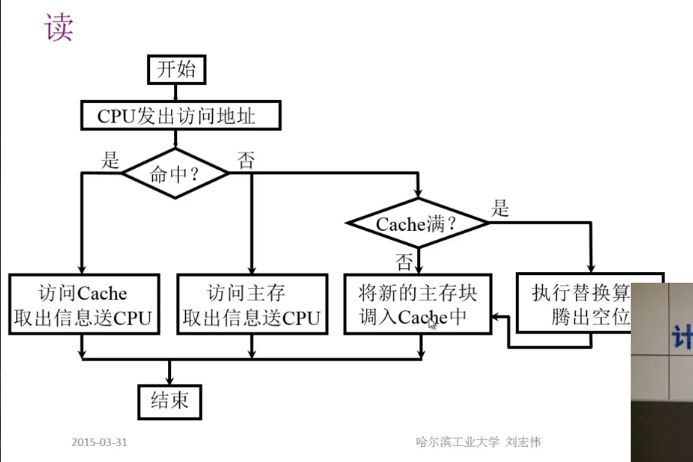 读
开始
CPU发出访问地址
是
命中？
否
Cache满？
是
否
访问Cache
取出信息送CPU
访问主存
取出信息送CPU
将新的主存块
调入Cache中
执行替换算
腾出空位
结束
2015-03-31
哈尔滨工业大学 刘宏伟
计